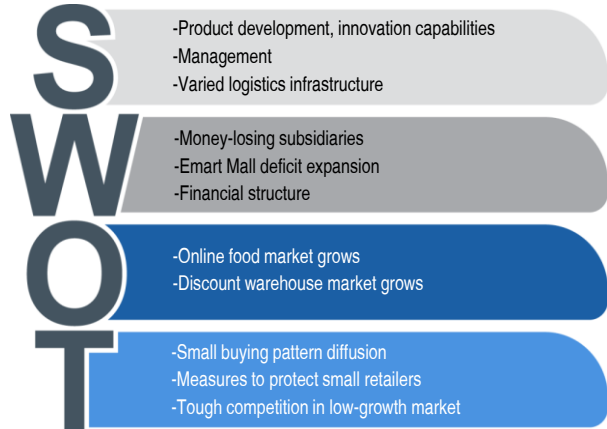 S
-Product development, innovation capabilities
-Management
-Varied logistics infrastructure
W
-Money-losing subsidiaries
-Emart Mall deficit expansion
-Financial structure
O
-Online food market grows
-Discount warehouse market grows
T
-Small buying pattern diffusion
-Measures to protect small retailers
-Tough competition in low-growth market